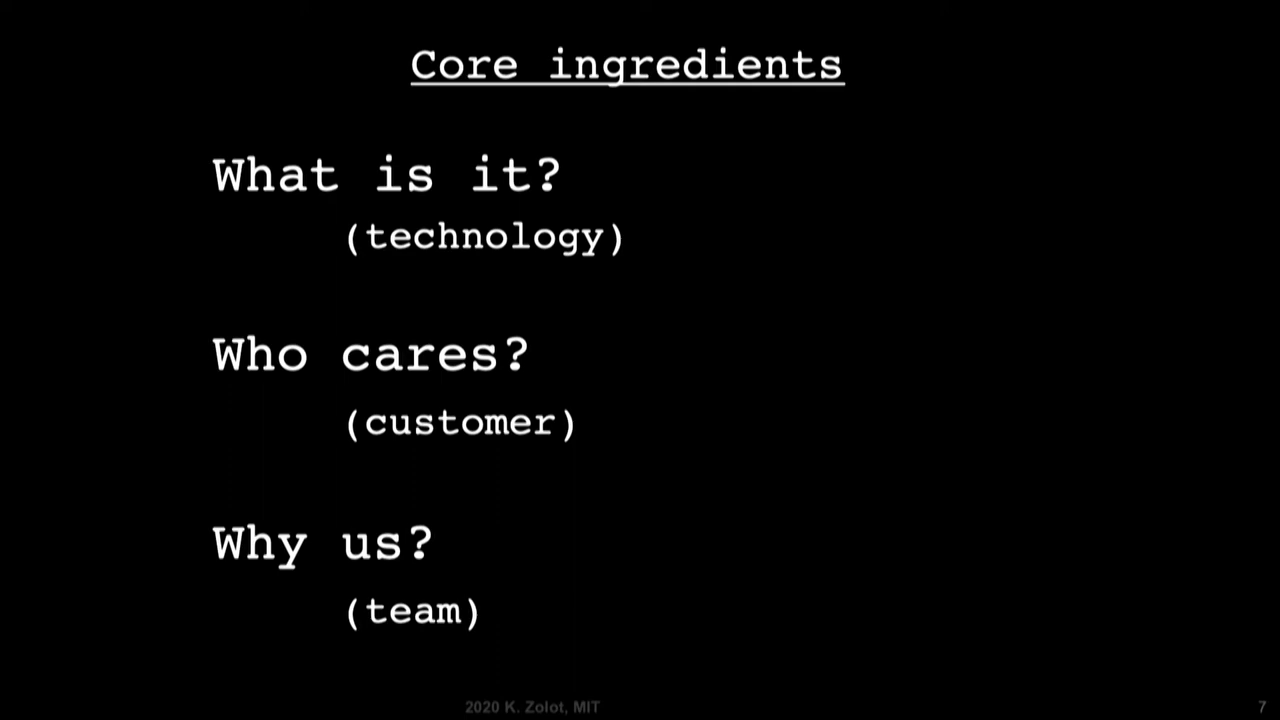 Core ingredients
What is it?
(technology)
Who cares?
(customer)
Why us?
(team)
2020 K. Zolot, MIT
7